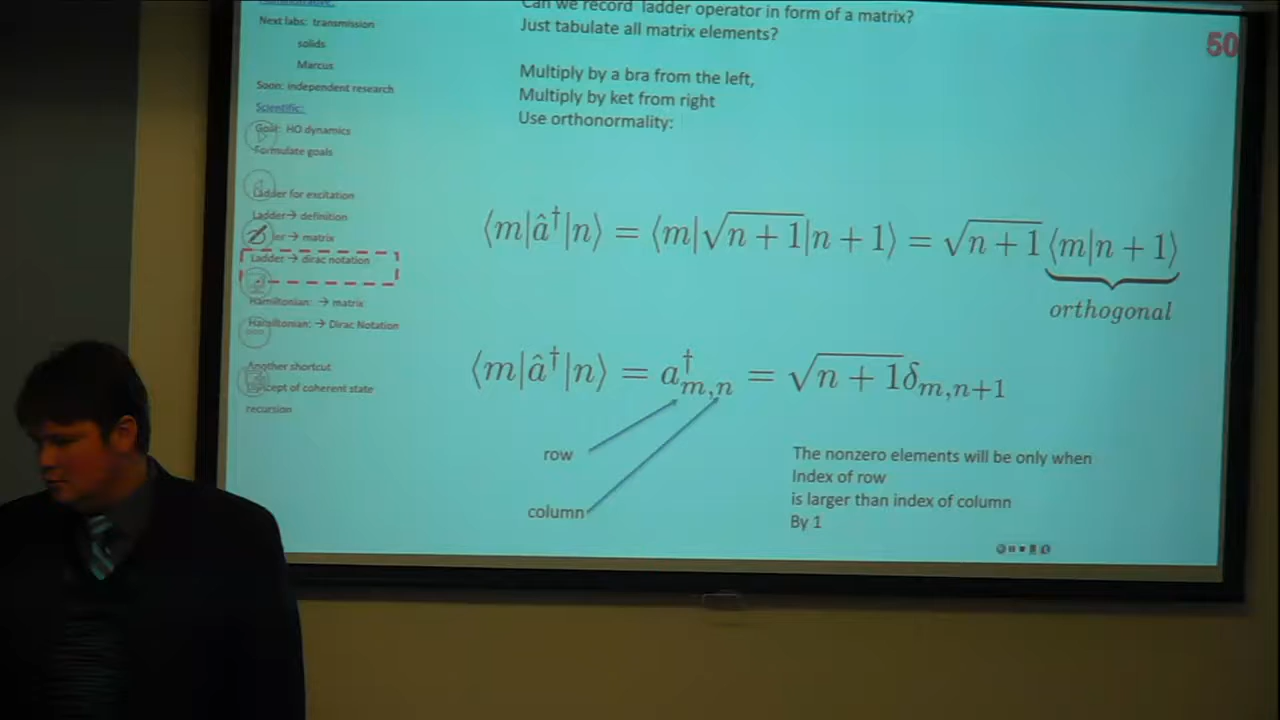 Can we record ladder operator in form of a matrix?
Just tabulate all matrix elements?
50
Multiply by a bra from the left,
Multiply by ket from right
Use orthonormality:
Next labs: transmission
solids
Marcus
Soon: independent research
Scientific:
Goal: HO dynamics
Formulate goals
Ladder for excitation
Ladder→ definition
→ matrix
Ladder → dirac notation
Hamiltonian: → matrix
Hamiltonian: → Dirac Notation
Another shortcut
of coherent state
recursion
⟨m|â†|n⟩ = ⟨m|√n + 1|n + 1⟩ = √n + 1⟨m|n + 1⟩
orthogonal
⟨m|â†|n⟩ = a†m,n = √n + 1δm,n+1
row
column
The nonzero elements will be only when
Index of row
is larger than index of column
By 1